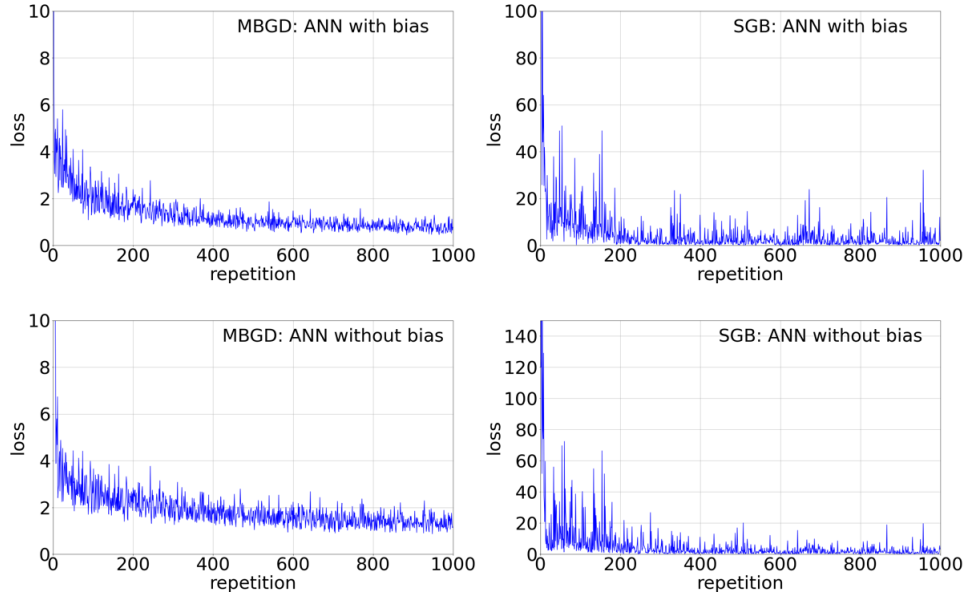 MBGD: ANN with bias
10
8
6
4
2
0
loss
0 200 400 600 800 1000
repetition
SGB: ANN with bias
100
80
60
40
20
0
loss
0 200 400 600 800 1000
repetition
MBGD: ANN without bias
10
8
6
4
2
0
loss
0 200 400 600 800 1000
repetition
SGB: ANN without bias
140
120
100
80
60
40
20
0
loss
0 200 400 600 800 1000
repetition